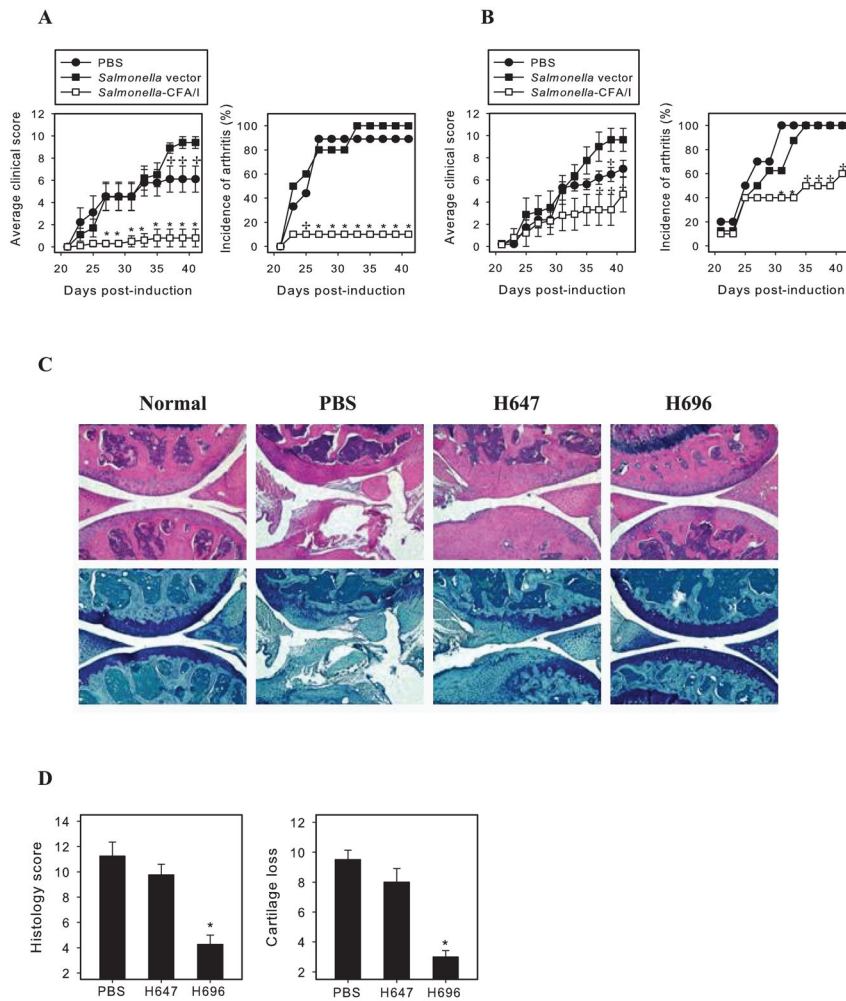 A
B
PBS
Salmonella vector
Salmonella-CFA/I
PBS
Salmonella vector
Salmonella-CFA/I
Average clinical score
12
10
8
6
4
2
0
‡ ‡ ‡
* * * * * * * *
20 25 30 35 40
Days post-induction
Incidence of arthritis (%)
100
80
60
40
20
0
‡ * * * * * * * *
20 25 30 35 40
Days post-induction
Average clinical score
12
10
8
6
4
2
0
20 25 30 35 40
Days post-induction
Incidence of arthritis (%)
100
80
60
40
20
0
* *
20 25 30 35 40
Days post-induction
C
Normal PBS H647 H696
D
Histology score
14
12
10
8
6
4
2
*
PBS H647 H696
Cartilage loss
12
10
8
6
4
2
*
PBS H647 H696